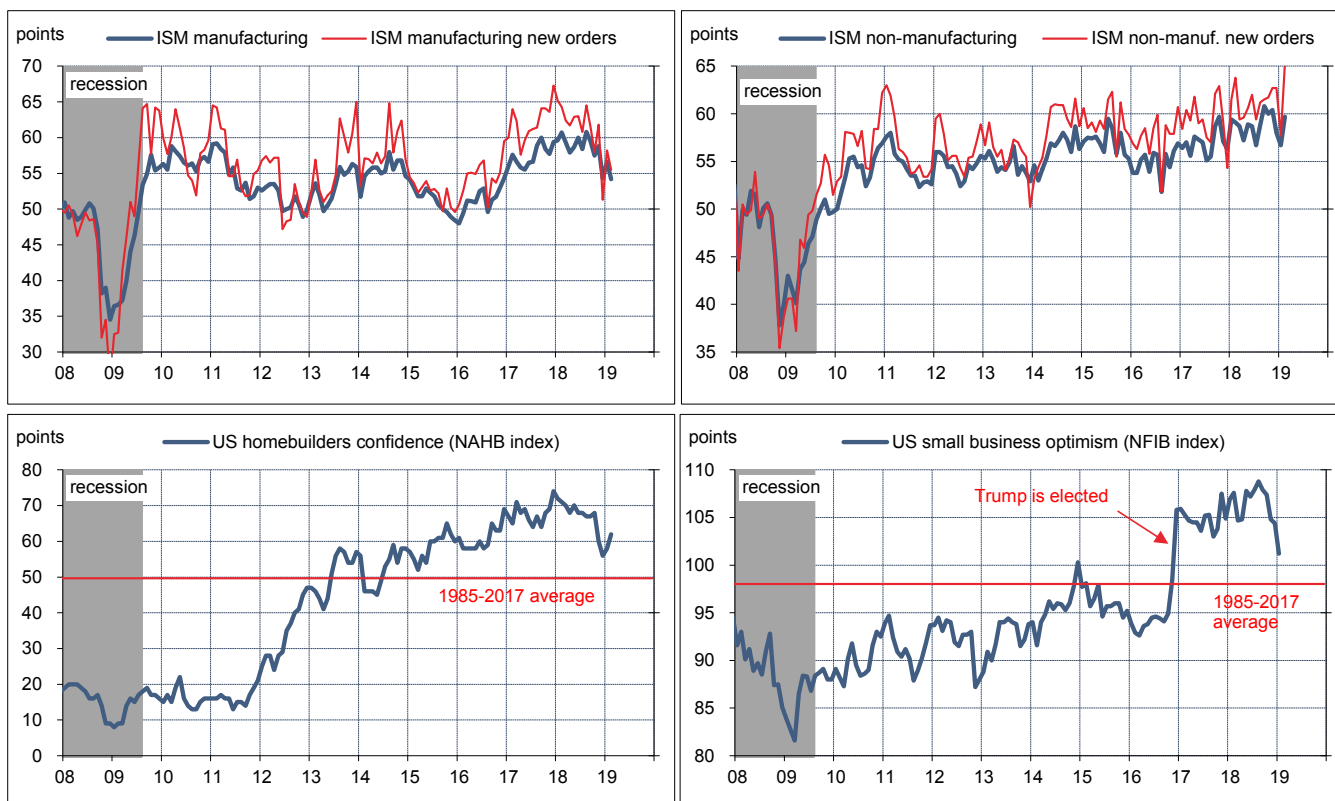 points
ISM manufacturing
ISM manufacturing new orders
70
65
60
55
50
45
40
35
30
recession
08 09 10 11 12 13 14 15 16 17 18 19
points
ISM non-manufacturing
ISM non-manuf. new orders
65
60
55
50
45
40
35
recession
08 09 10 11 12 13 14 15 16 17 18 19
points
US homebuilders confidence (NAHB index)
80
70
60
50
40
30
20
10
0
recession
1985-2017 average
08 09 10 11 12 13 14 15 16 17 18 19
points
US small business optimism (NFIB index)
110
105
100
95
90
85
80
recession
Trump is elected
1985-2017
average
08 09 10 11 12 13 14 15 16 17 18 19